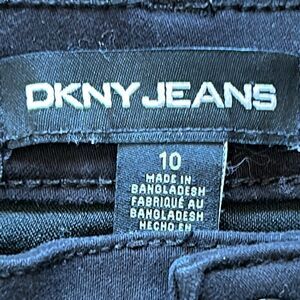 DKNY JEANS
10
MADE IN
BANGLADESH
FABRIQUÉ AU
BANGLADESH
HECHO EN